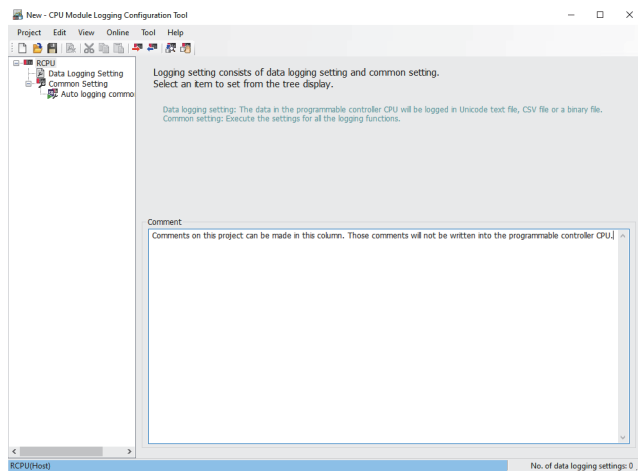 New - CPU Module Logging Configuration Tool
Project Edit View Online Tool Help
RCPU
Data Logging Setting
Common Setting
Auto logging commo
Logging setting consists of data logging setting and common setting.
Select an item to set from the tree display.
Data logging setting: The data in the programmable controller CPU will be logged in Unicode text file, CSV file or a binary file.
Common setting: Execute the settings for all the logging functions.
Comment
Comments on this project can be made in this column. Those comments will not be written into the programmable controller CPU.
RCPU(Host)
No. of data logging settings: 0